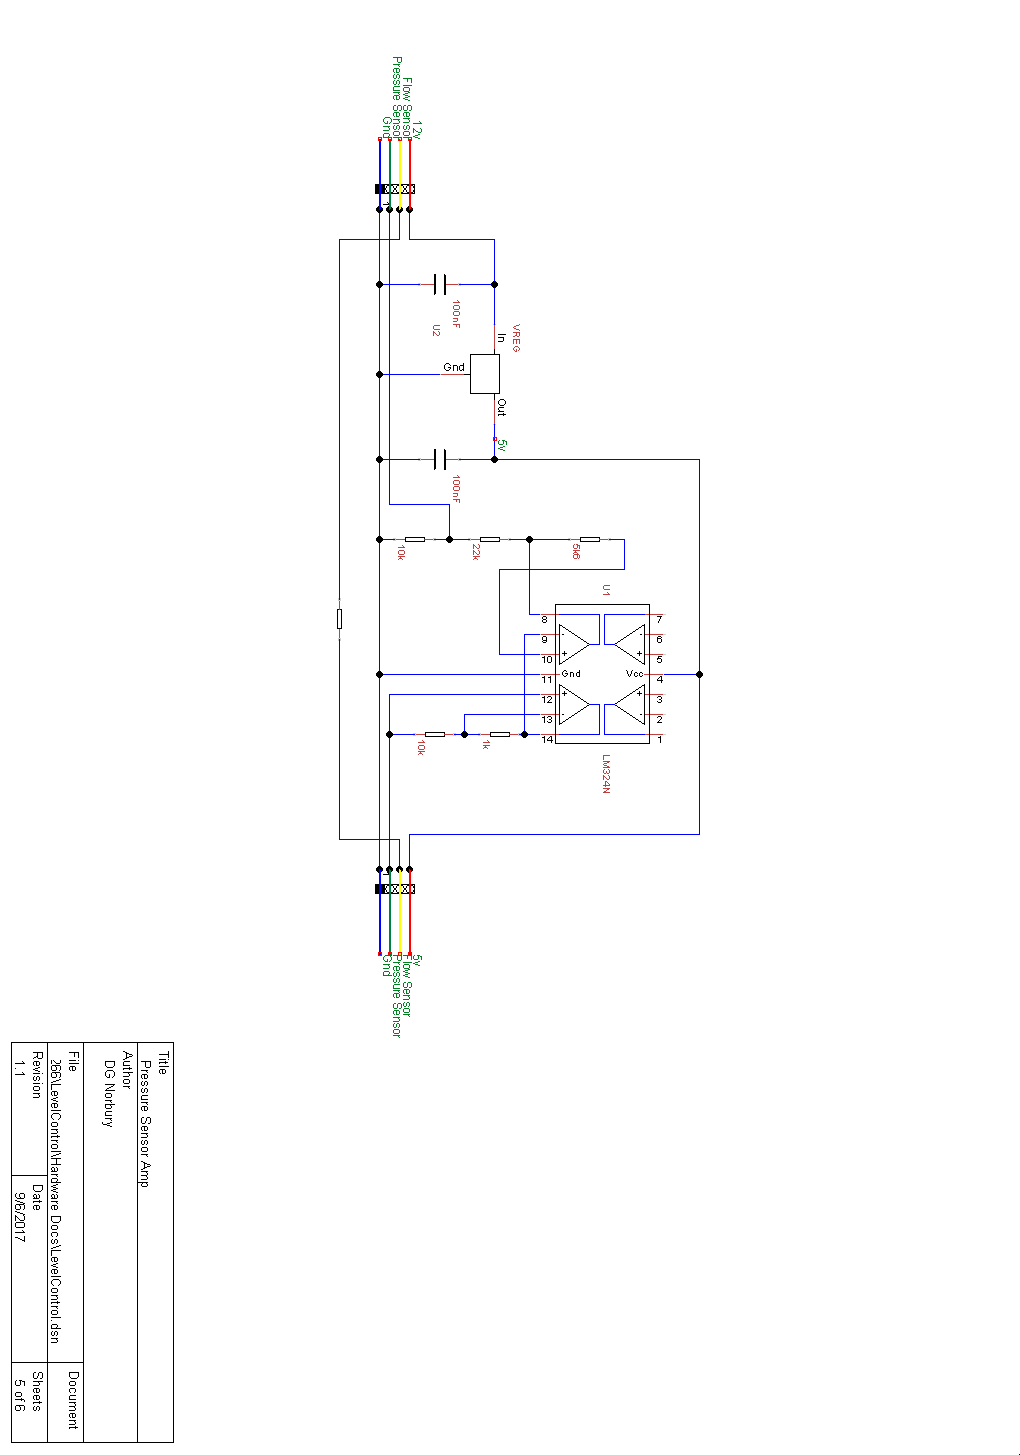 12v
Flow Sensor
Pressure Sensor
Gnd
1
100nF
U2
VREG
In
Gnd
Out
5v
100nF
10k
22k
5k6
U1
8
9
10
11
12
13
14
7
6
5
4
3
2
1
-
+
+
-
-
+
+
-
Gnd
Vcc
LM324N
10k
1k
1
5v
Flow Sensor
Pressure Sensor
Gnd
Title
Pressure Sensor Amp
Author
DG Norbury
File
266\LevelControl\Hardware Docs\LevelControl.dsn
Document
Revision
1.1
Date
9/6/2017
Sheets
5 of 6